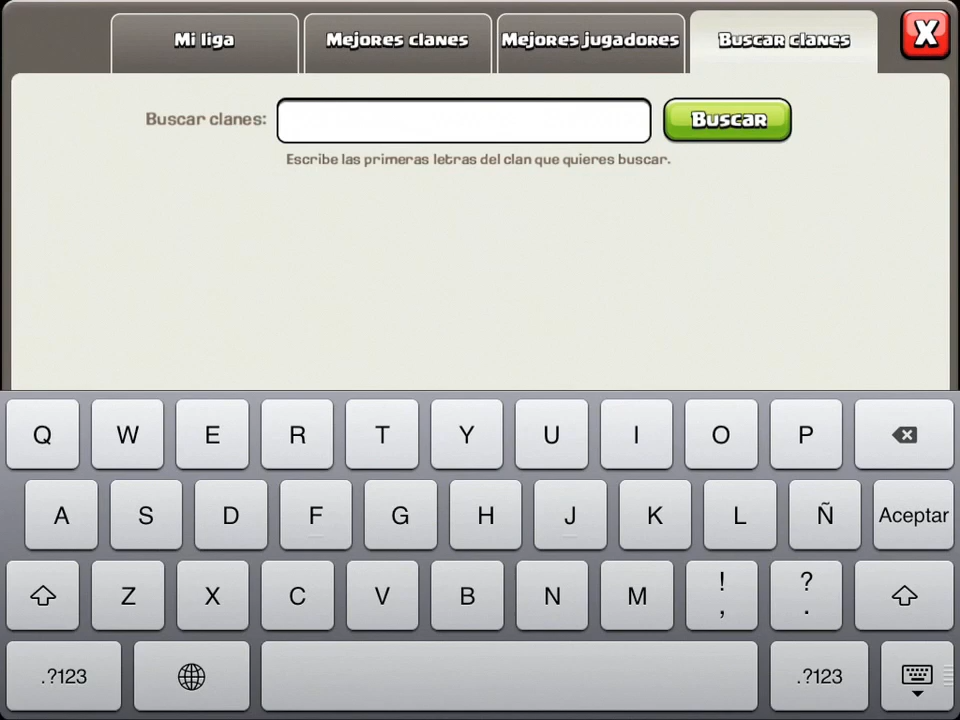 Mi liga
Mejores clanes
Mejores jugadores
Buscar clanes
X
Buscar clanes:
Buscar
Escribe las primeras letras del clan que quieres buscar.
Q W E R T Y U I O P
A S D F G H J K L Ñ Aceptar
Z X C V B N M ! , ? .
.?123 .?123